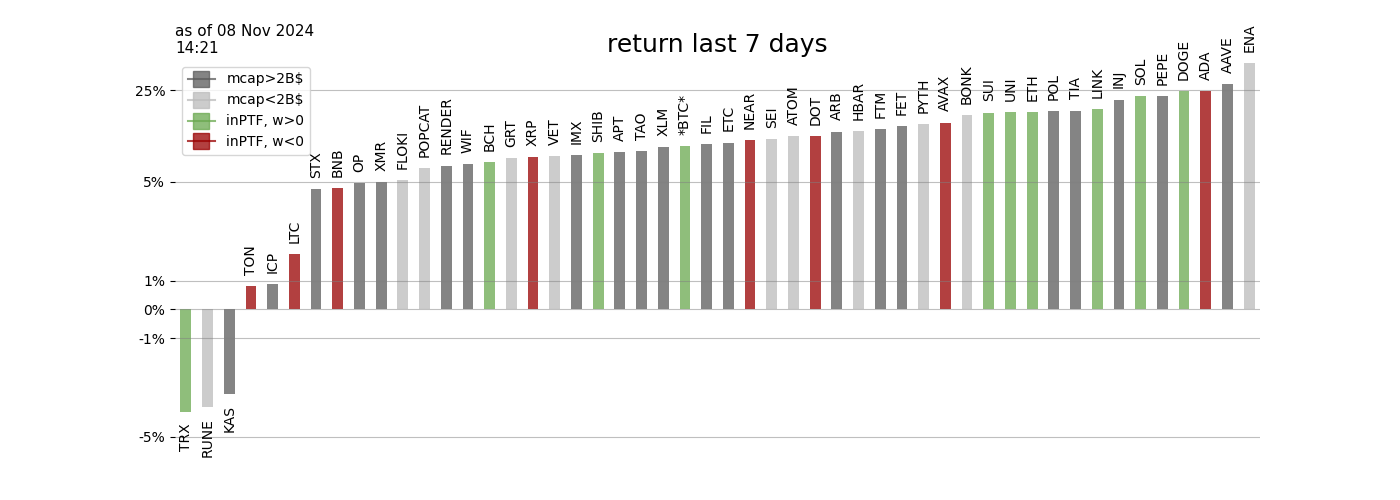 as of 08 Nov 2024
14:21
return last 7 days
mcap>2B$
mcap<2B$
inPTF, w>0
inPTF, w<0
25%
5%
1%
0%
-1%
-5%
TRX
RUNE
KAS
TON
ICP
LTC
STX
BNB
OP
XMR
FLOKI
POPCAT
RENDER
WIF
BCH
GRT
XRP
VET
IMX
SHIB
APT
TAO
XLM
*BTC*
FIL
ETC
NEAR
SEI
ATOM
DOT
ARB
HBAR
FTM
FET
PYTH
AVAX
BONK
SUI
UNI
ETH
POL
TIA
LINK
INJ
SOL
PEPE
DOGE
ADA
AAVE
ENA